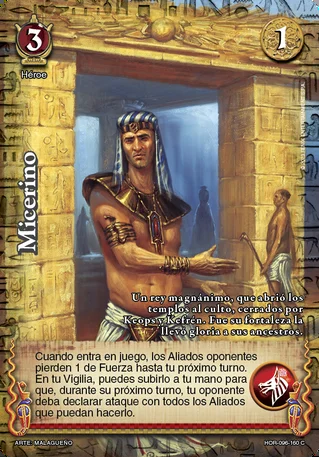 3
1
Héroe
Micerino
Un rey magnánimo, que abrió los
templos al culto, cerrados por
Keops y Kefrén. Fue su fortaleza la
llevó gloria a sus ancestros.
Cuando entra en juego, los Aliados oponentes
pierden 1 de Fuerza hasta tu próximo turno.
En tu Vigilia, puedes subirlo a tu mano para
que, durante su próximo turno, tu oponente
deba declarar ataque con todos los Aliados
que puedan hacerlo.
ARTE: MALAGUEÑO
HOR-096-160 C